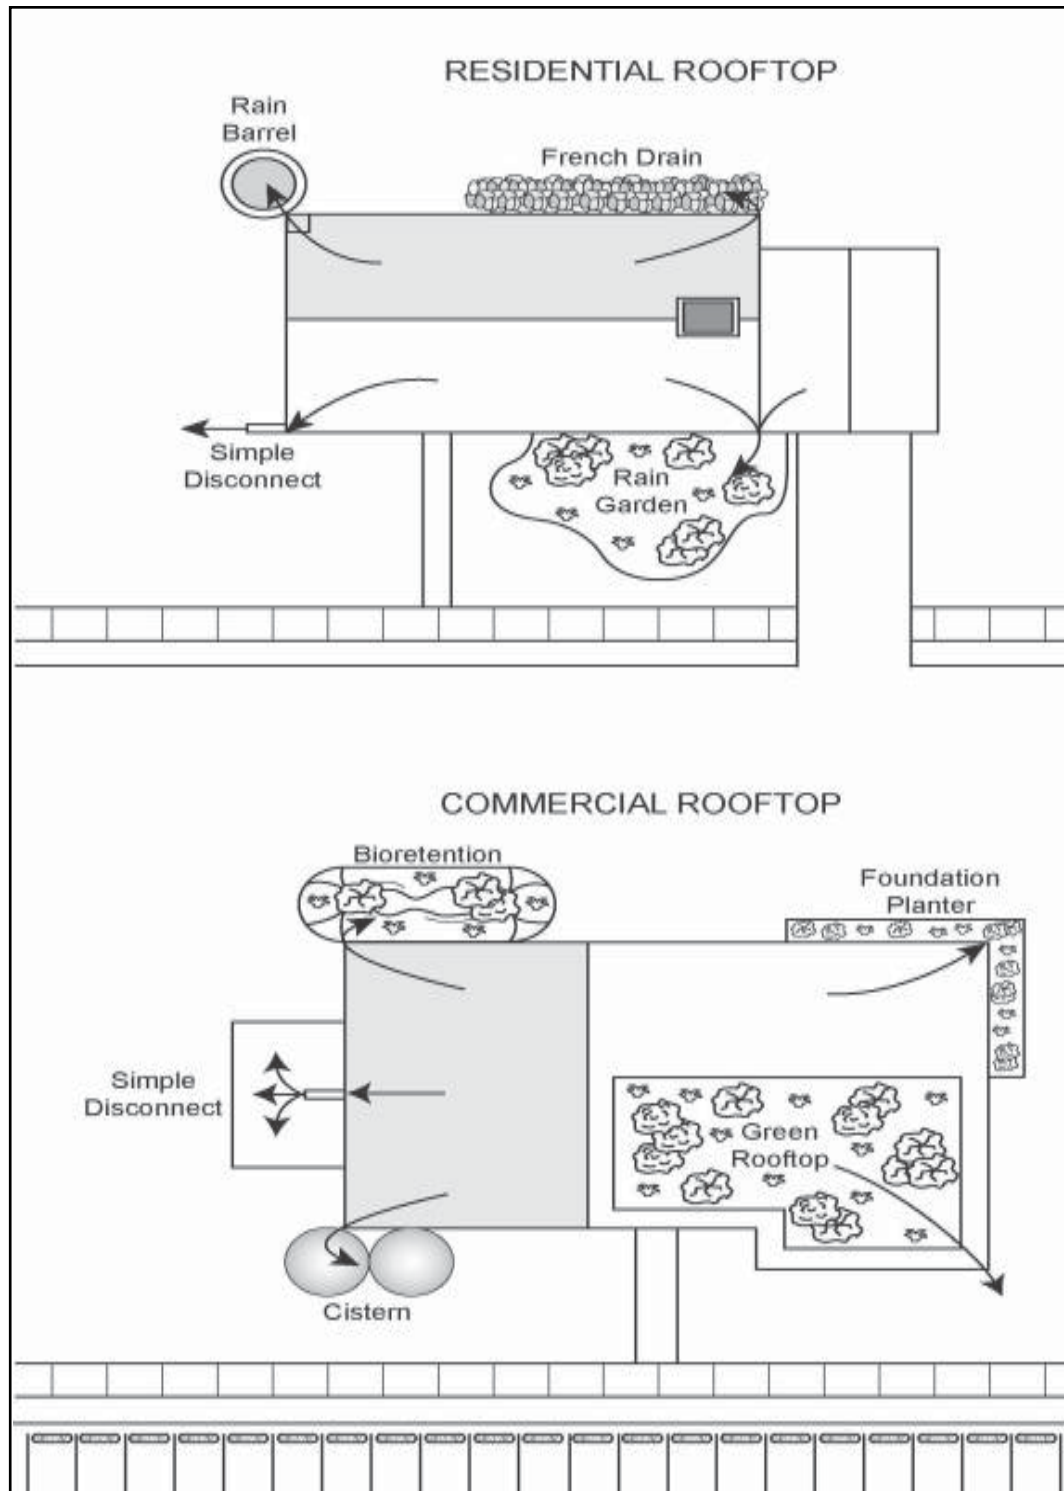 RESIDENTIAL ROOFTOP
Rain
Barrel
French Drain
Simple
Disconnect
Rain
Garden
COMMERCIAL ROOFTOP
Bioretention
Foundation
Planter
Simple
Disconnect
Green
Rooftop
Cistern